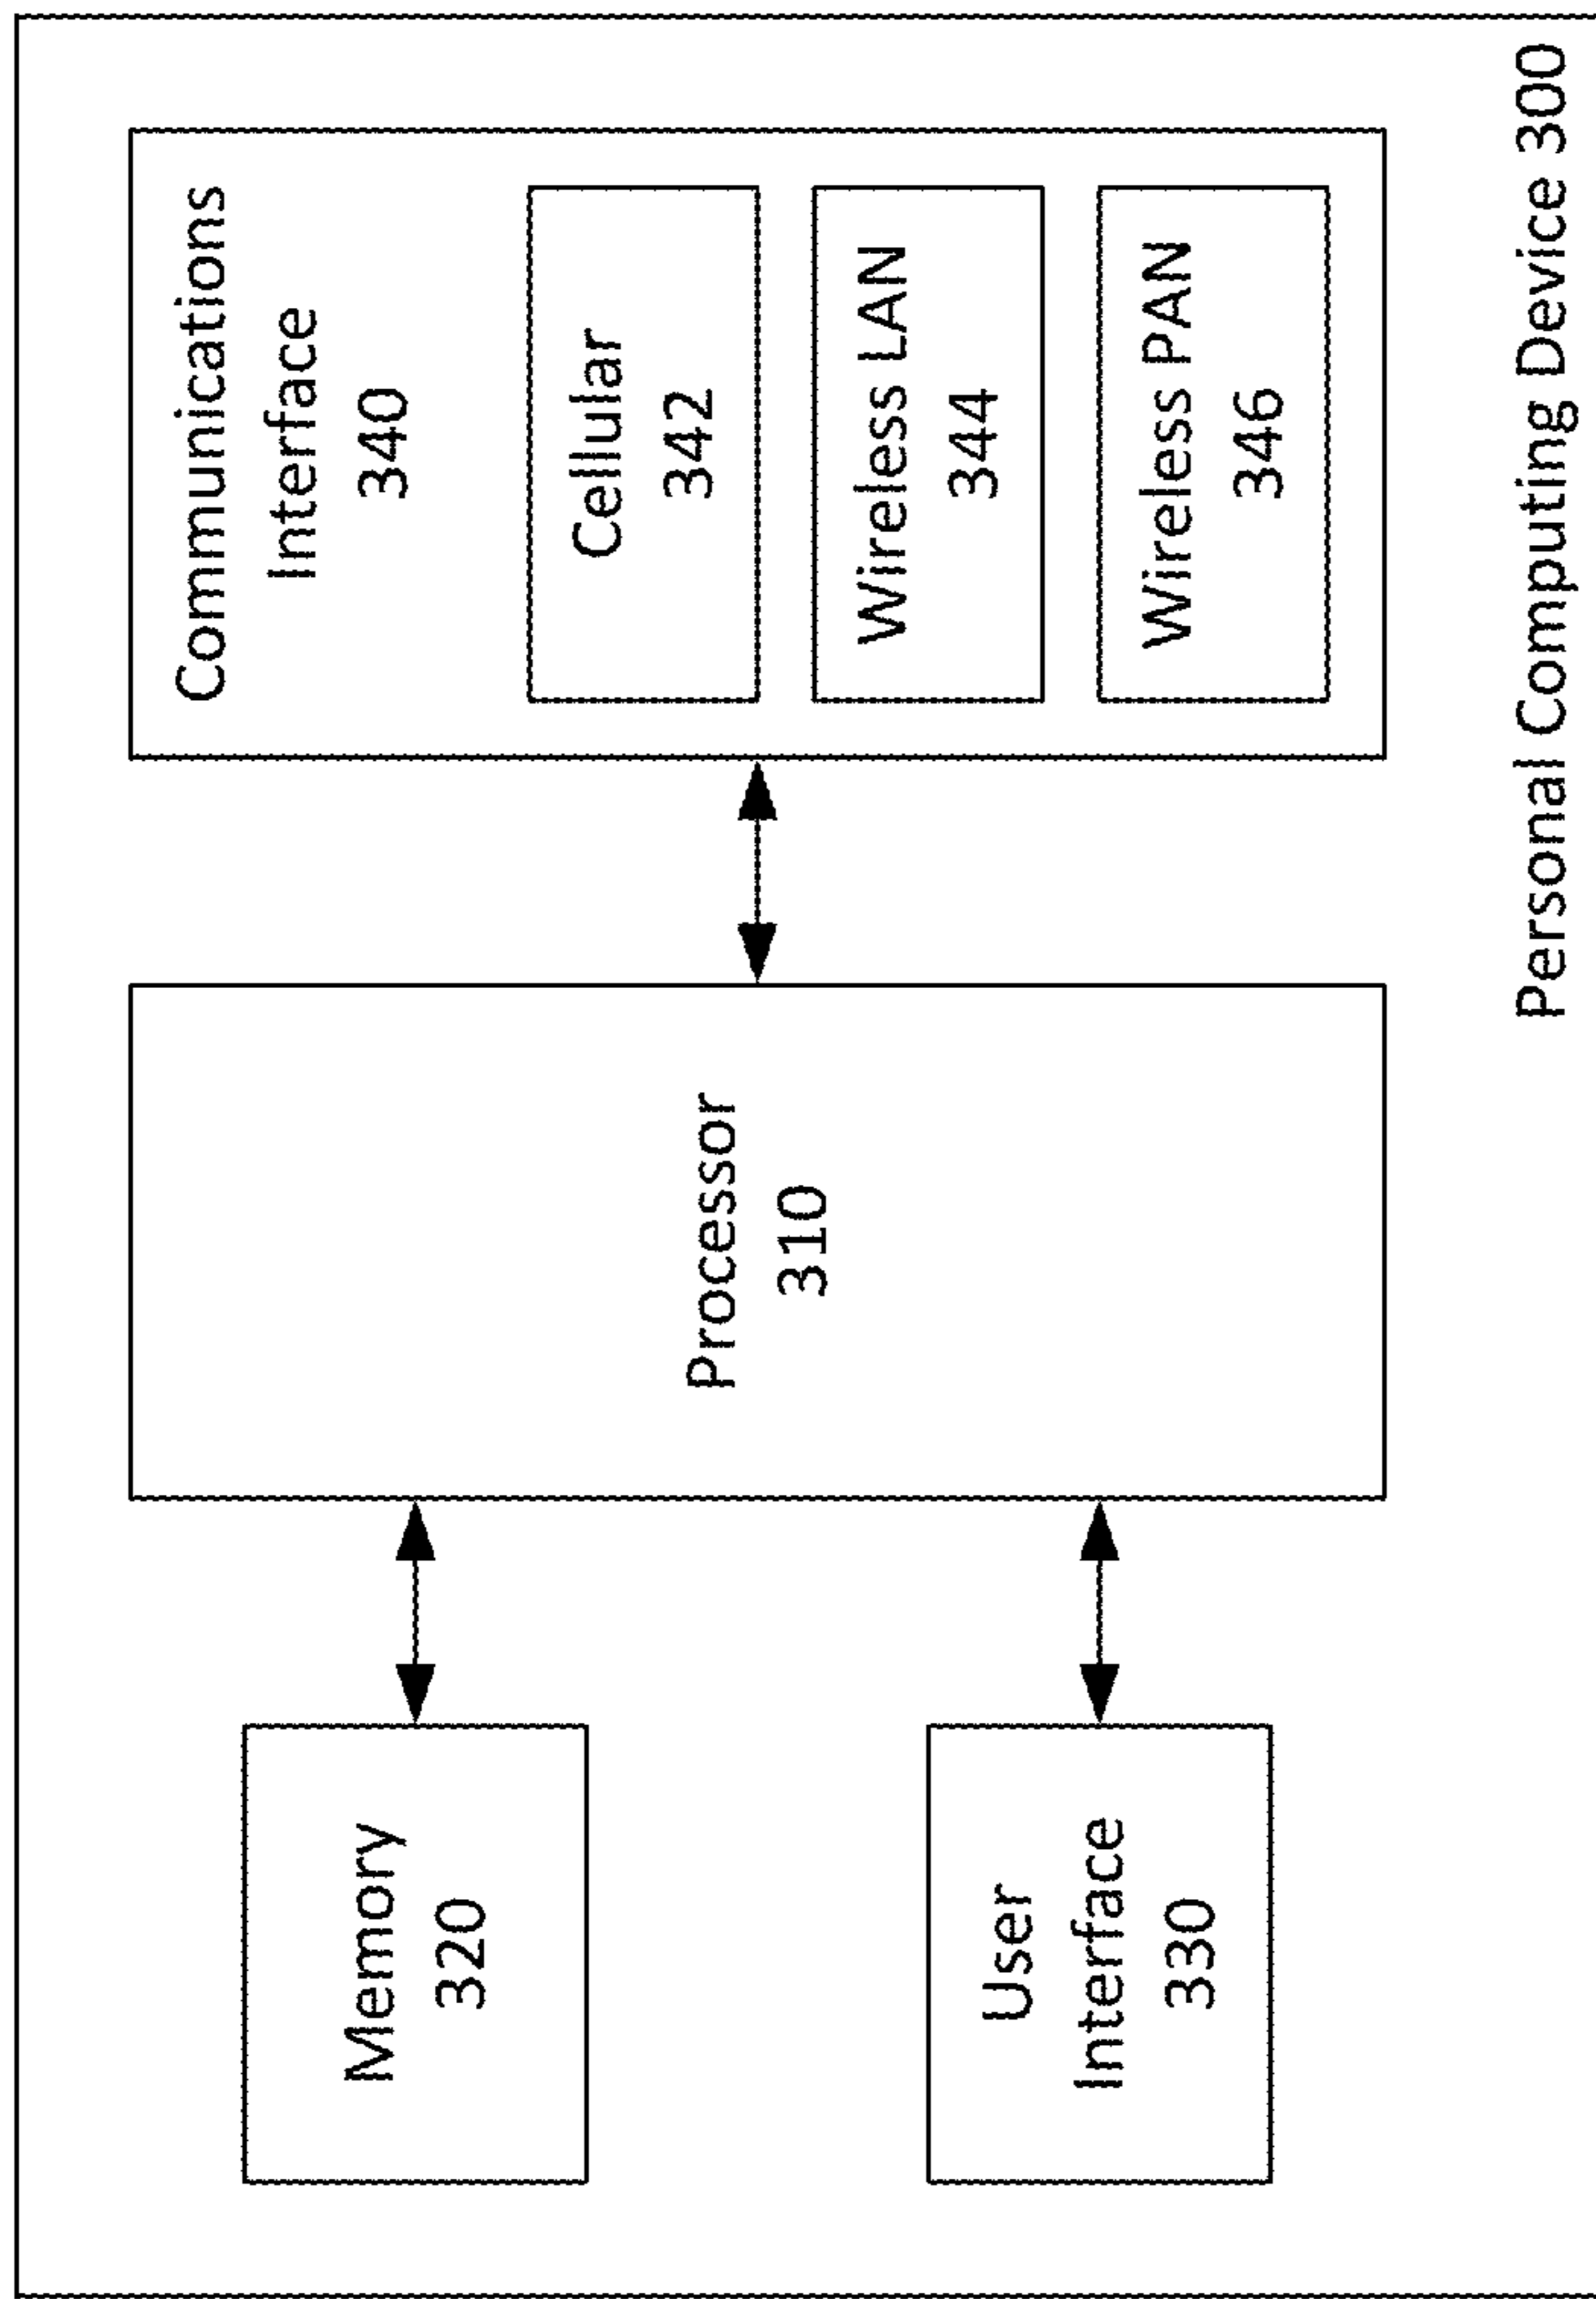 Memory
320
User
Interface
330
Processor
310
Communications
Interface
340
Cellular
342
Wireless LAN
344
Wireless PAN
346
Personal Computing Device 300